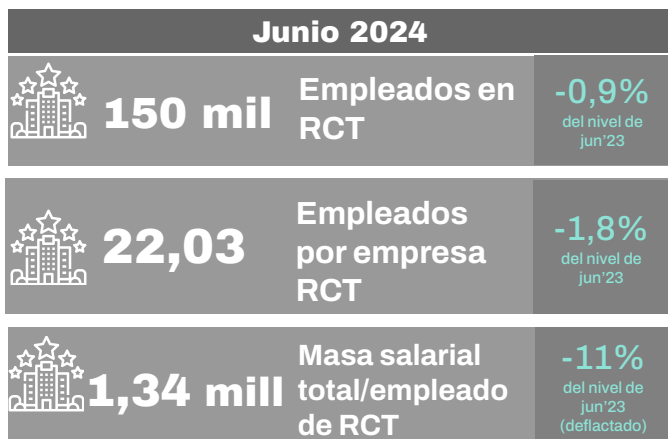 Junio 2024
150 mil
Empleados en
RCT
-0,9%
del nivel de
jun’23
22,03
Empleados
por empresa
RCT
-1,8%
del nivel de
jun’23
1,34 mill
Masa salarial
total/empleado
de RCT
-11%
del nivel de
jun’23
(deflactado)